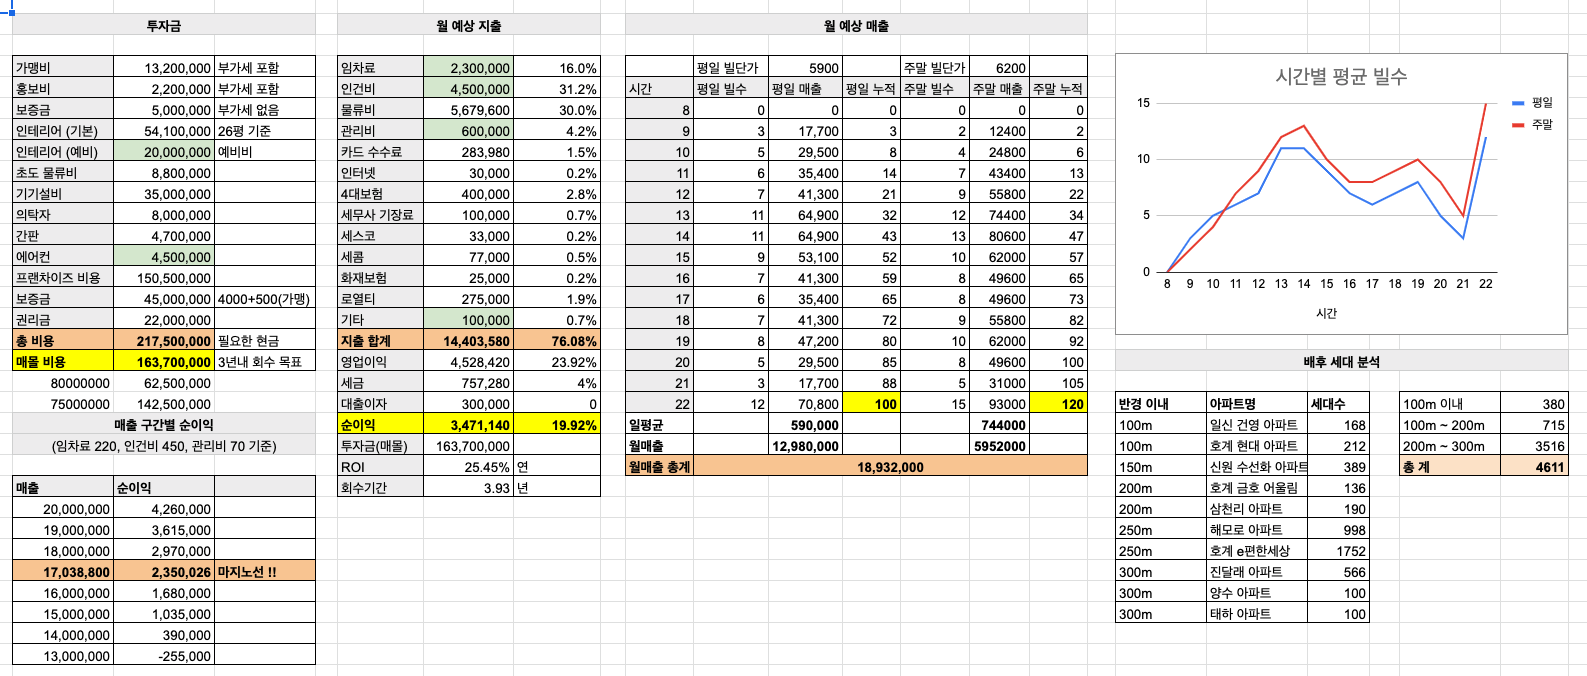 투자금
가맹비 13,200,000 부가세 포함
홍보비 2,200,000 부가세 포함
보증금 5,000,000 부가세 없음
인테리어 (기본) 54,100,000 26평 기준
인테리어 (예비) 20,000,000 예비비
초도 물류비 8,800,000
기기설비 35,000,000
의탁자 8,000,000
간판 4,700,000
에어컨 4,500,000
프랜차이즈 비용 150,500,000
보증금 45,000,000 4000+500(가맹)
권리금 22,000,000
총 비용 217,500,000 필요한 현금
매몰 비용 163,700,000 3년내 회수 목표
80000000 62,500,000
75000000 142,500,000
매출 구간별 순이익
(임차료 220, 인건비 450, 관리비 70 기준)
매출 순이익
20,000,000 4,260,000
19,000,000 3,615,000
18,000,000 2,970,000
17,038,800 2,350,026 마지노선 !!
16,000,000 1,680,000
15,000,000 1,035,000
14,000,000 390,000
13,000,000 -255,000
월 예상 지출
임차료 2,300,000 16.0%
인건비 4,500,000 31.2%
물류비 5,679,600 30.0%
관리비 600,000 4.2%
카드 수수료 283,980 1.5%
인터넷 30,000 0.2%
4대보험 400,000 2.8%
세무사 기장료 100,000 0.7%
세스코 33,000 0.2%
세콤 77,000 0.5%
화재보험 25,000 0.2%
로열티 275,000 1.9%
기타 100,000 0.7%
지출 합계 14,403,580 76.08%
영업이익 4,528,420 23.92%
세금 757,280 4%
대출이자 300,000 0
순이익 3,471,140 19.92%
투자금(매몰) 163,700,000
ROI 25.45% 연
회수기간 3.93 년
월 예상 매출
평일 빌단가 5900 주말 빌단가 6200
시간 평일 빌수 평일 매출 평일 누적 주말 빌수 주말 매출 주말 누적
8 0 0 0 0 0 0
9 3 17,700 3 2 12400 2
10 5 29,500 8 4 24800 6
11 6 35,400 14 7 43400 13
12 7 41,300 21 9 55800 22
13 11 64,900 32 12 74400 34
14 11 64,900 43 13 80600 47
15 9 53,100 52 10 62000 57
16 7 41,300 59 8 49600 65
17 6 35,400 65 8 49600 73
18 7 41,300 72 9 55800 82
19 8 47,200 80 10 62000 92
20 5 29,500 85 8 49600 100
21 3 17,700 88 5 31000 105
22 12 70,800 100 15 93000 120
일평균 590,000 744000
월매출 12,980,000 5952000
월매출 총계 18,932,000
시간별 평균 빌수
평일
주말
15
10
5
0
8 9 10 11 12 13 14 15 16 17 18 19 20 21 22
시간
배후 세대 분석
반경 이내 아파트명 세대수
100m 일신 건영 아파트 168
100m 호계 현대 아파트 212
150m 신원 수선화 아파트 389
200m 호계 금호 어울림 136
200m 삼천리 아파트 190
250m 해모로 아파트 998
250m 호계 e편한세상 1752
300m 진달래 아파트 566
300m 양수 아파트 100
300m 태하 아파트 100
100m 이내 380
100m ~ 200m 715
200m ~ 300m 3516
총 계 4611